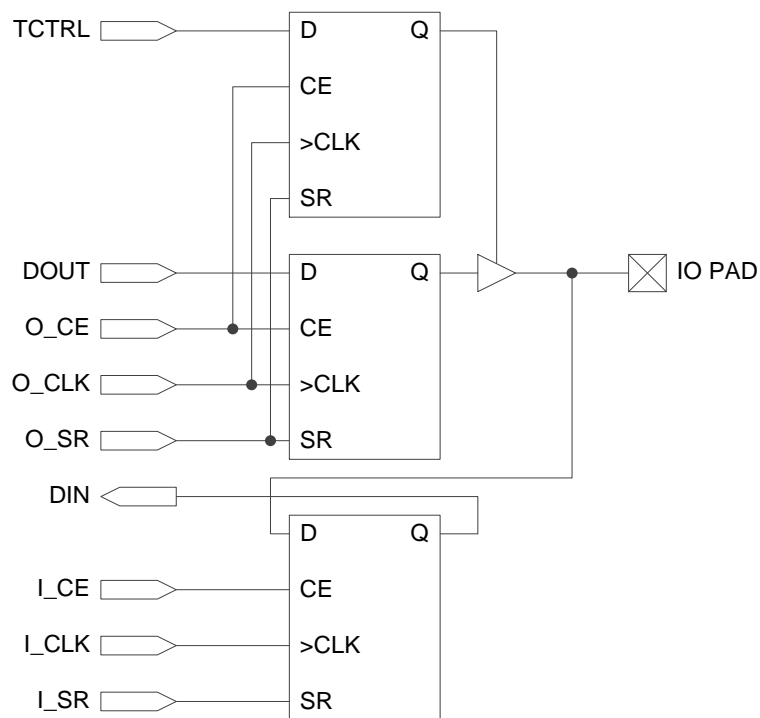 TCTRL
D Q
CE
>CLK
SR
DOUT
D Q
IO PAD
O_CE
CE
O_CLK
>CLK
O_SR
SR
DIN
D Q
I_CE
CE
I_CLK
>CLK
I_SR
SR